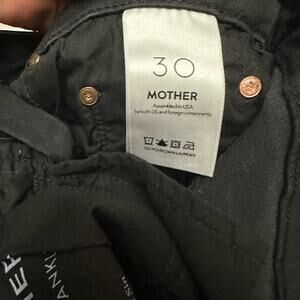 30
MOTHER
Assembled in USA
for both US and foreign components
DO YOUR OWN LAUNDRY